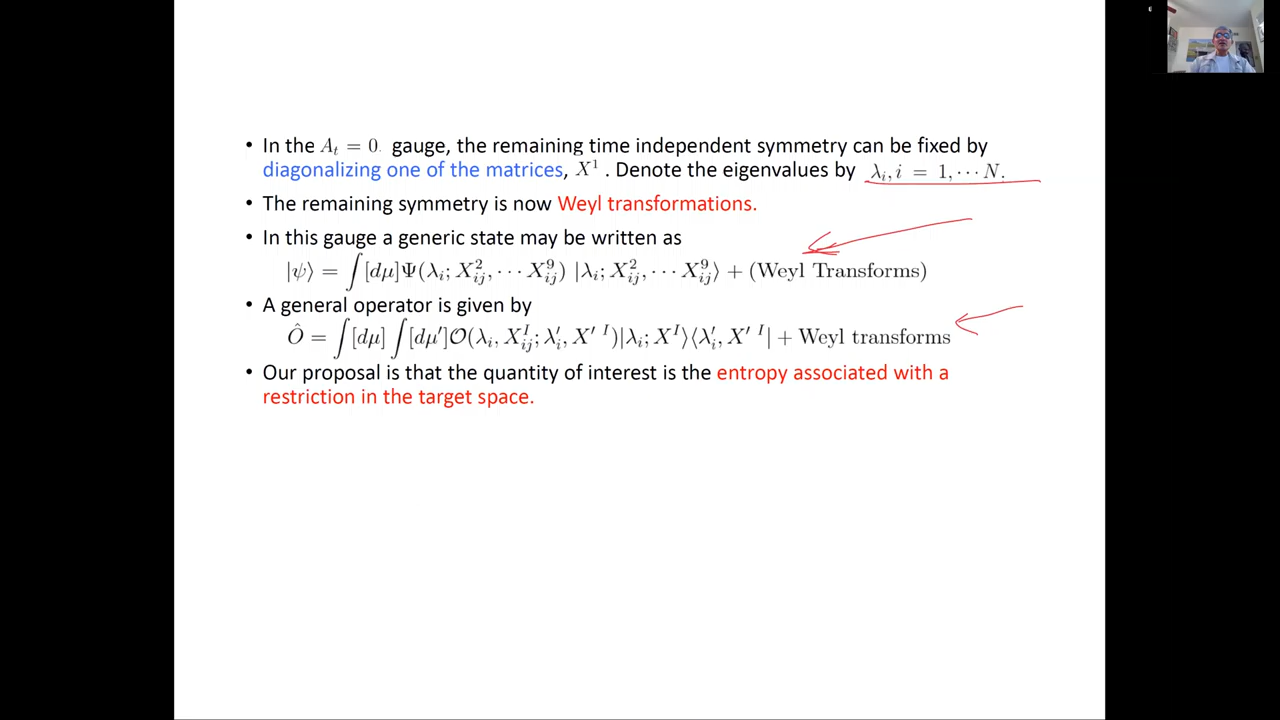 • In the $A_t = 0.$ gauge, the remaining time independent symmetry can be fixed by
diagonalizing one of the matrices, $X^1$ . Denote the eigenvalues by $\lambda_i, i = 1, \cdots N.$
• The remaining symmetry is now Weyl transformations.
• In this gauge a generic state may be written as
$|\psi\rangle = \int [d\mu] \Psi(\lambda_i; X^2_{ij}, \cdots X^9_{ij}) \, |\lambda_i; X^2_{ij}, \cdots X^9_{ij}\rangle + (\text{Weyl Transforms})$
• A general operator is given by
$\hat{O} = \int [d\mu] \int [d\mu'] \mathcal{O}(\lambda_i, X^I_{ij}; \lambda'_i, X'^{\,I}) |\lambda_i; X^I\rangle \langle \lambda'_i, X'^{\,I}| + \text{Weyl transforms}$
• Our proposal is that the quantity of interest is the entropy associated with a
restriction in the target space.